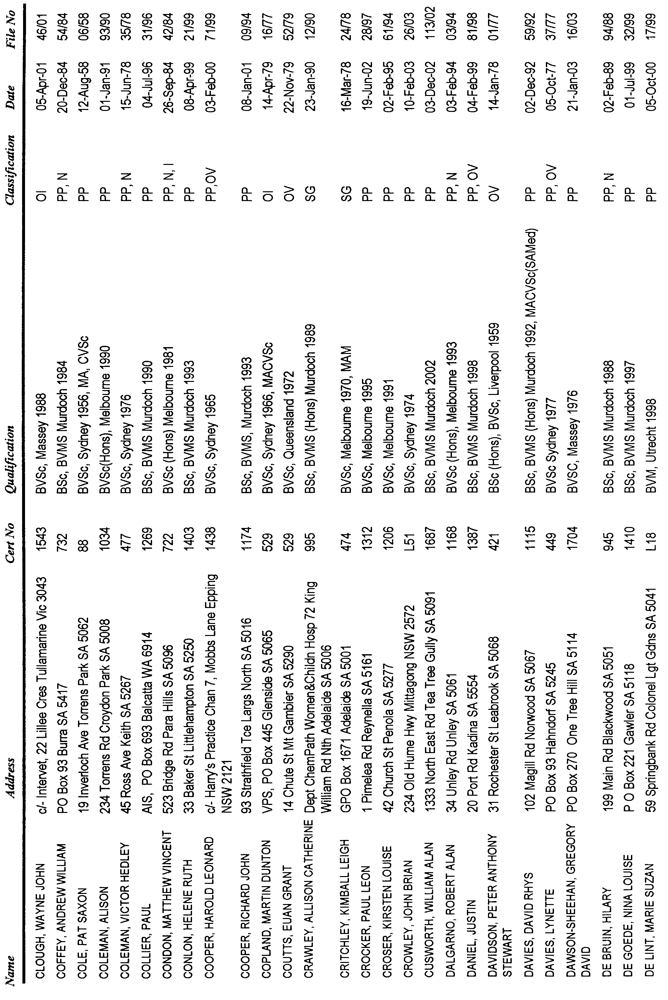 Name Address Cert No Qualification Classification Date File No
CLOUGH, WAYNE JOHN c/- Intervet, 22 Lillee Cres Tullamarine Vic 3043 1543 BVSc, Massey 1988 OI 05-Apr-01 46/01
COFFEY, ANDREW WILLIAM PO Box 93 Burra SA 5417 732 BSc, BVMS Murdoch 1984 PP, N 20-Dec-84 54/84
COLE, PAT SAXON 19 Inverloch Ave Torrens Park SA 5062 88 BVSc, Sydney 1956, MA, CVSc PP 12-Aug-58 06/58
COLEMAN, ALISON 234 Torrens Rd Croydon Park SA 5008 1034 BVSc(Hons), Melbourne 1990 PP 01-Jan-91 93/90
COLEMAN, VICTOR HEDLEY 45 Ross Ave Keith SA 5267 477 BVSc, Sydney 1976 PP, N 15-Jun-78 35/78
COLLIER, PAUL AIS, PO Box 693 Balcatta WA 6914 1269 BSc, BVMS Murdoch 1990 PP 04-Jul-96 31/96
CONDON, MATTHEW VINCENT 523 Bridge Rd Para Hills SA 5096 722 BVSc (Hons) Melbourne 1981 PP, N, I 26-Sep-84 42/84
CONLON, HELENE RUTH 33 Baker St Littlehampton SA 5250 1403 BSc, BVMS Murdoch 1993 PP 08-Apr-99 21/99
COOPER, HAROLD LEONARD c/- Harry's Practice Chan 7, Mobbs Lane Epping 1438 BVSc, Sydney 1965 PP,OV 03-Feb-00 71/99
NSW 2121
COOPER, RICHARD JOHN 93 Strathfield Tce Largs North SA 5016 1174 BSc, BVMS, Murdoch 1993 PP 08-Jan-01 09/94
COPLAND, MARTIN DUNTON VPS, PO Box 445 Glenside SA 5065 529 BVSc, Sydney 1966, MACVSc OI 14-Apr-79 16/77
COUTTS, EUAN GRANT 14 Chute St Mt Gambier SA 5290 529 BVSc, Queensland 1972 OV 22-Nov-79 52/79
CRAWLEY, ALLISON CATHERINE Dept ChemPath Women&Childn Hosp 72 King 995 BSc, BVMS (Hons) Murdoch 1989 SG 23-Jan-90 12/90
William Rd Nth Adelaide SA 5006
CRITCHLEY, KIMBALL LEIGH GPO Box 1671 Adelaide SA 5001 474 BVSc, Melbourne 1970, MAM SG 16-Mar-78 24/78
CROCKER, PAUL LEON 1 Pimelea Rd Reynella SA 5161 1312 BVSc, Melbourne 1995 PP 19-Jun-02 28/97
CROSER, KIRSTEN LOUISE 42 Church St Penola SA 5277 1206 BVSc, Melbourne 1991 PP 02-Feb-95 61/94
CROWLEY, JOHN BRIAN 234 Old Hume Hwy Mittagong NSW 2572 L51 BVSc, Sydney 1974 PP 10-Feb-03 26/03
CUSWORTH, WILLIAM ALAN 1333 North East Rd Tea Tree Gully SA 5091 1687 BSc, BVMS Murdoch 2002 PP 03-Dec-02 113/02
DALGARNO, ROBERT ALAN 34 Unley Rd Unley SA 5061 1168 BVSc (Hons), Melbourne 1993 PP, N 03-Feb-94 03/94
DANIEL, JUSTIN 20 Port Rd Kadina SA 5554 1387 BSc, BVMS Murdoch 1998 PP, OV 04-Feb-99 81/98
DAVIDSON, PETER ANTHONY 31 Rochester St Leabrook SA 5068 421 BSc (Hons), BVSc, Liverpool 1959 OV 14-Jan-78 01/77
STEWART
DAVIES, DAVID RHYS 102 Magill Rd Norwood SA 5067 1115 BSc, BVMS (Hons) Murdoch 1992, MACVSc(SAMed) PP 02-Dec-92 59/92
DAVIES, LYNETTE PO Box 93 Hahndorf SA 5245 449 BVSc Sydney 1977 PP, OV 05-Oct-77 37/77
DAWSON-SHEEHAN, GREGORY PO Box 270 One Tree Hill SA 5114 1704 BVSC, Massey 1976 PP 21-Jan-03 16/03
DAVID
DE BRUIN, HILARY 199 Main Rd Blackwood SA 5051 945 BSc, BVMS Murdoch 1988 PP, N 02-Feb-89 94/88
DE GOEDE, NINA LOUISE P O Box 221 Gawler SA 5118 1410 BSc, BVMS Murdoch 1997 PP 01-Jul-99 32/99
DE LINT, MARIE SUZAN 59 Springbank Rd Colonel Lgt Gdns SA 5041 L18 BVM, Utrecht 1998 PP 05-Oct-00 17/99